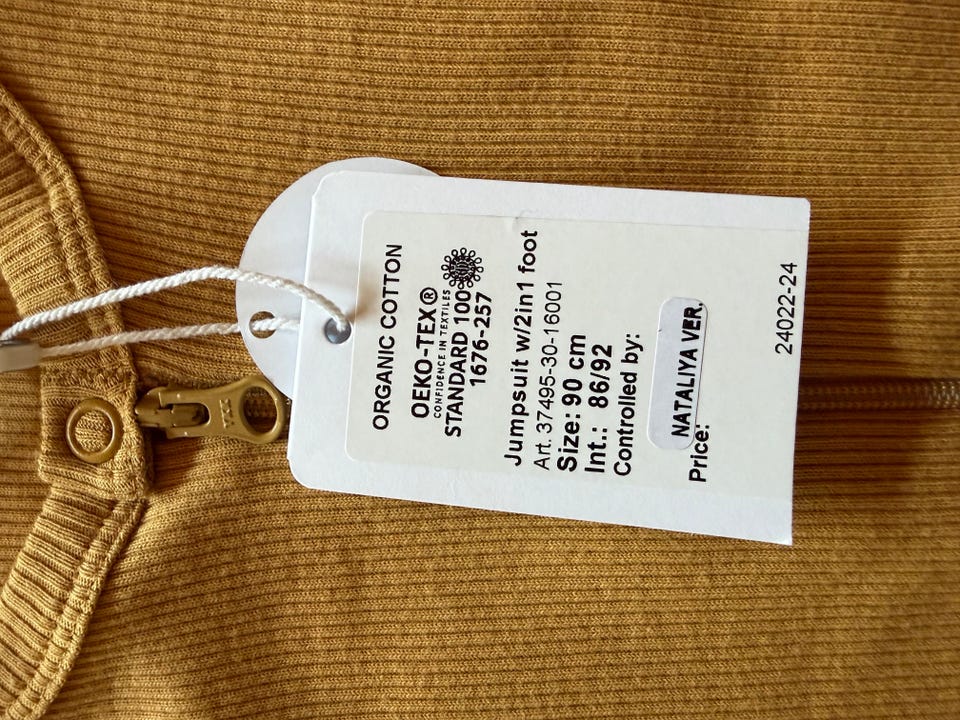 ORGANIC COTTON
OEKO-TEX®
CONFIDENCE IN TEXTILES
STANDARD 100
1676-257
Jumpsuit w/2in1 foot
Art. 37495-30-16001
Size: 90 cm
Int.: 86/92
Controlled by:
NATALIYA VER.
Price:
24022-24
YKK